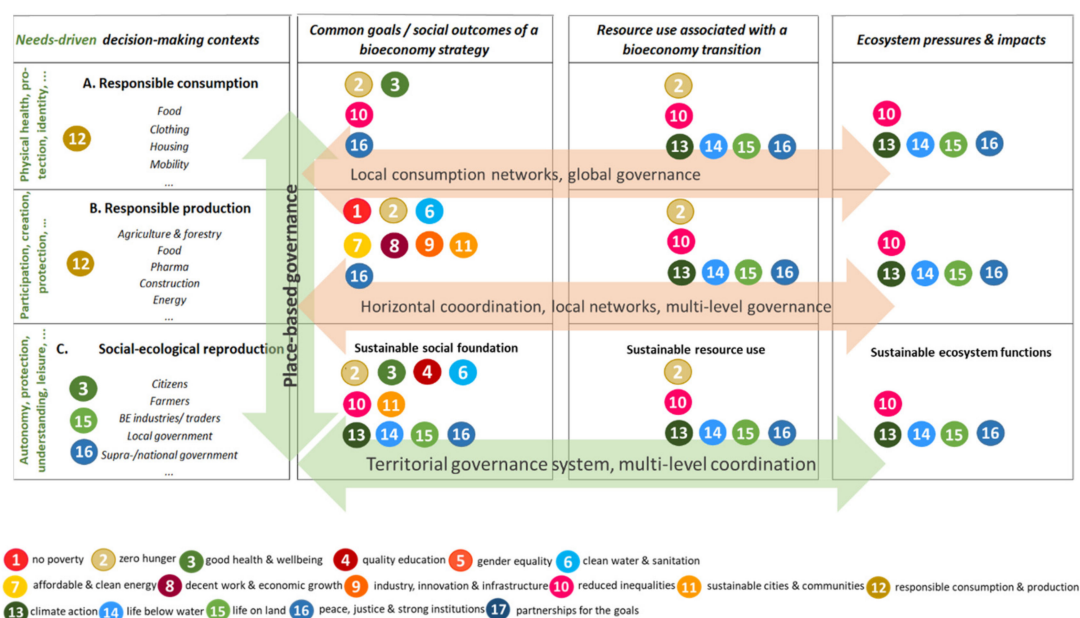 Needs-driven decision-making contexts
Common goals / social outcomes of a
bioeconomy strategy
Resource use associated with a
bioeconomy transition
Ecosystem pressures & impacts
Physical health, pro-
tection, identity, ...
A. Responsible consumption
12
Food
Clothing
Housing
Mobility
...
2 3
10
16
2
10
13 14 15 16
10
13 14 15 16
Local consumption networks, global governance
Place-based governance
Participation, creation,
protection, ...
B. Responsible production
12
Agriculture & forestry
Food
Pharma
Construction
Energy
...
1 2 6
7 8 9 11
16
2
10
13 14 15 16
10
13 14 15 16
Horizontal cooordination, local networks, multi-level governance
Autonomy, protection,
understanding, leisure, ...
C. Social-ecological reproduction
3
15
16
Citizens
Farmers
BE industries/ traders
Local government
Supra-/national government
...
Sustainable social foundation
2 3 4 6
10 11
13 14 15 16
Sustainable resource use
2
10
13 14 15 16
Sustainable ecosystem functions
10
13 14 15 16
Territorial governance system, multi-level coordination
1 no poverty 2 zero hunger 3 good health & wellbeing 4 quality education 5 gender equality 6 clean water & sanitation
7 affordable & clean energy 8 decent work & economic growth 9 industry, innovation & infrastructure 10 reduced inequalities 11 sustainable cities & communities 12 responsible consumption & production
13 climate action 14 life below water 15 life on land 16 peace, justice & strong institutions 17 partnerships for the goals